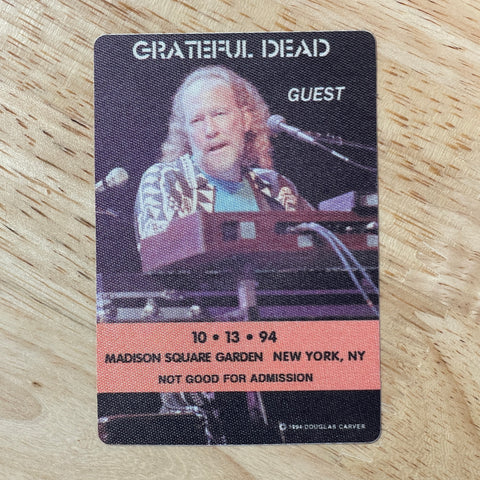 GRATEFUL DEAD
GUEST
10 • 13 • 94
MADISON SQUARE GARDEN NEW YORK, NY
NOT GOOD FOR ADMISSION
© 1994 DOUGLAS CARVER